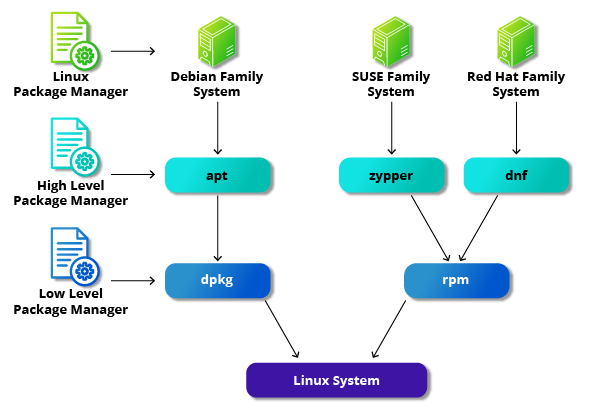 Linux
Package Manager
Debian Family
System
SUSE Family
System
Red Hat Family
System
High Level
Package Manager
apt
zypper
dnf
Low Level
Package Manager
dpkg
rpm
Linux System